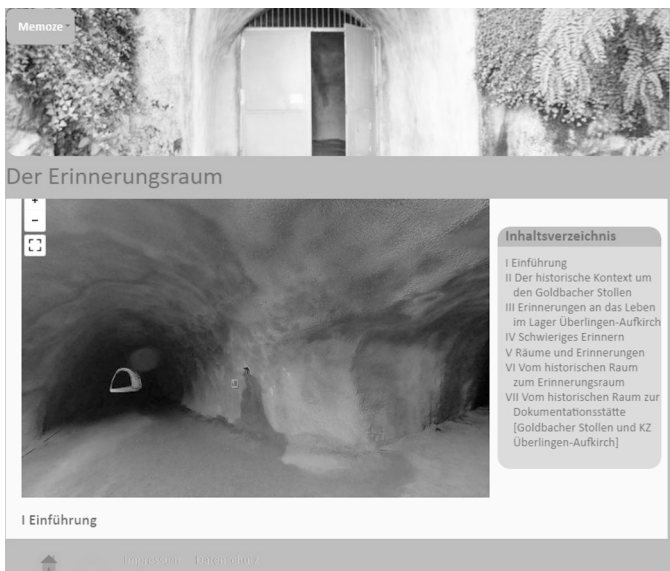 Memoze
Der Erinnerungsraum
+
−
Inhaltsverzeichnis
I Einführung
II Der historische Kontext um
den Goldbacher Stollen
III Erinnerungen an das Leben
im Lager Überlingen-Aufkirch
IV Schwieriges Erinnern
V Räume und Erinnerungen
VI Vom historischen Raum
zum Erinnerungsraum
VII Vom historischen Raum zur
Dokumentationsstätte
[Goldbacher Stollen und KZ
Überlingen-Aufkirch]
I Einführung
Impressum Datenschutz